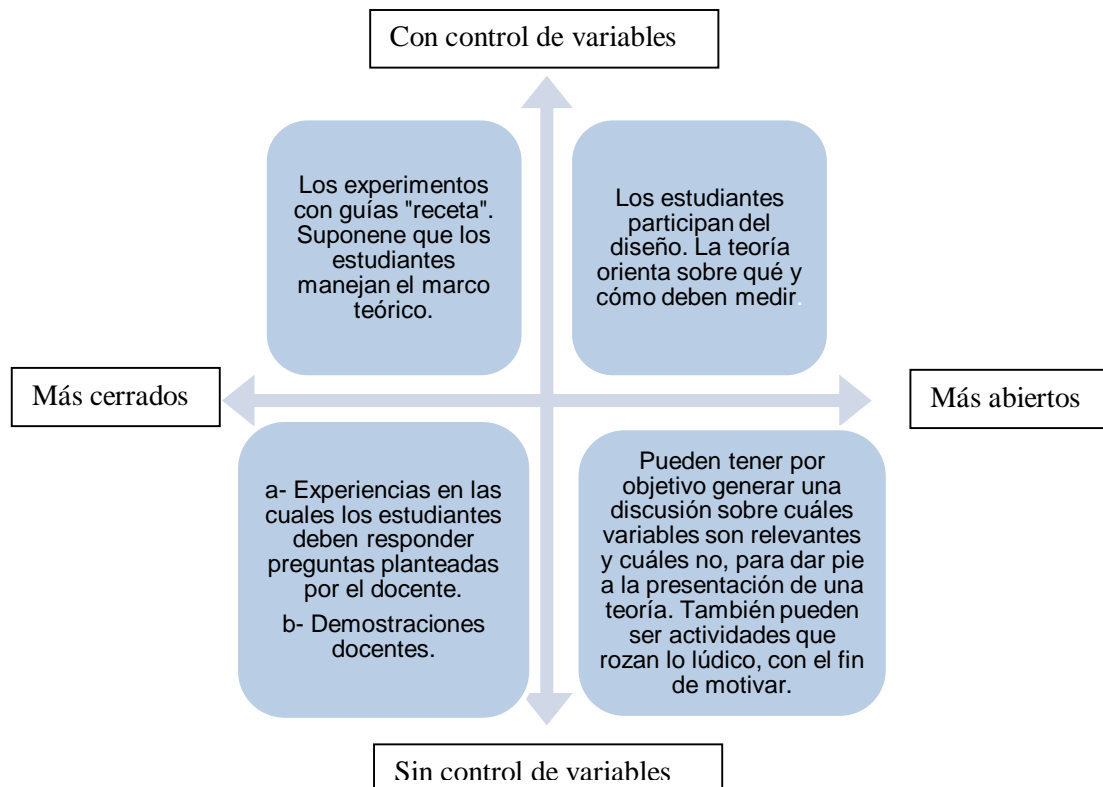 Con control de variables
Los experimentos
con guías "receta".
Suponene que los
estudiantes
manejan el marco
teórico.
Los estudiantes
participan del
diseño. La teoría
orienta sobre qué y
cómo deben medir.
Más cerrados
Más abiertos
a- Experiencias en las
cuales los estudiantes
deben responder
preguntas planteadas
por el docente.
b- Demostraciones
docentes.
Pueden tener por
objetivo generar una
discusión sobre cuáles
variables son relevantes
y cuáles no, para dar pie
a la presentación de una
teoría. También pueden
ser actividades que
rozan lo lúdico, con el fin
de motivar.
Sin control de variables